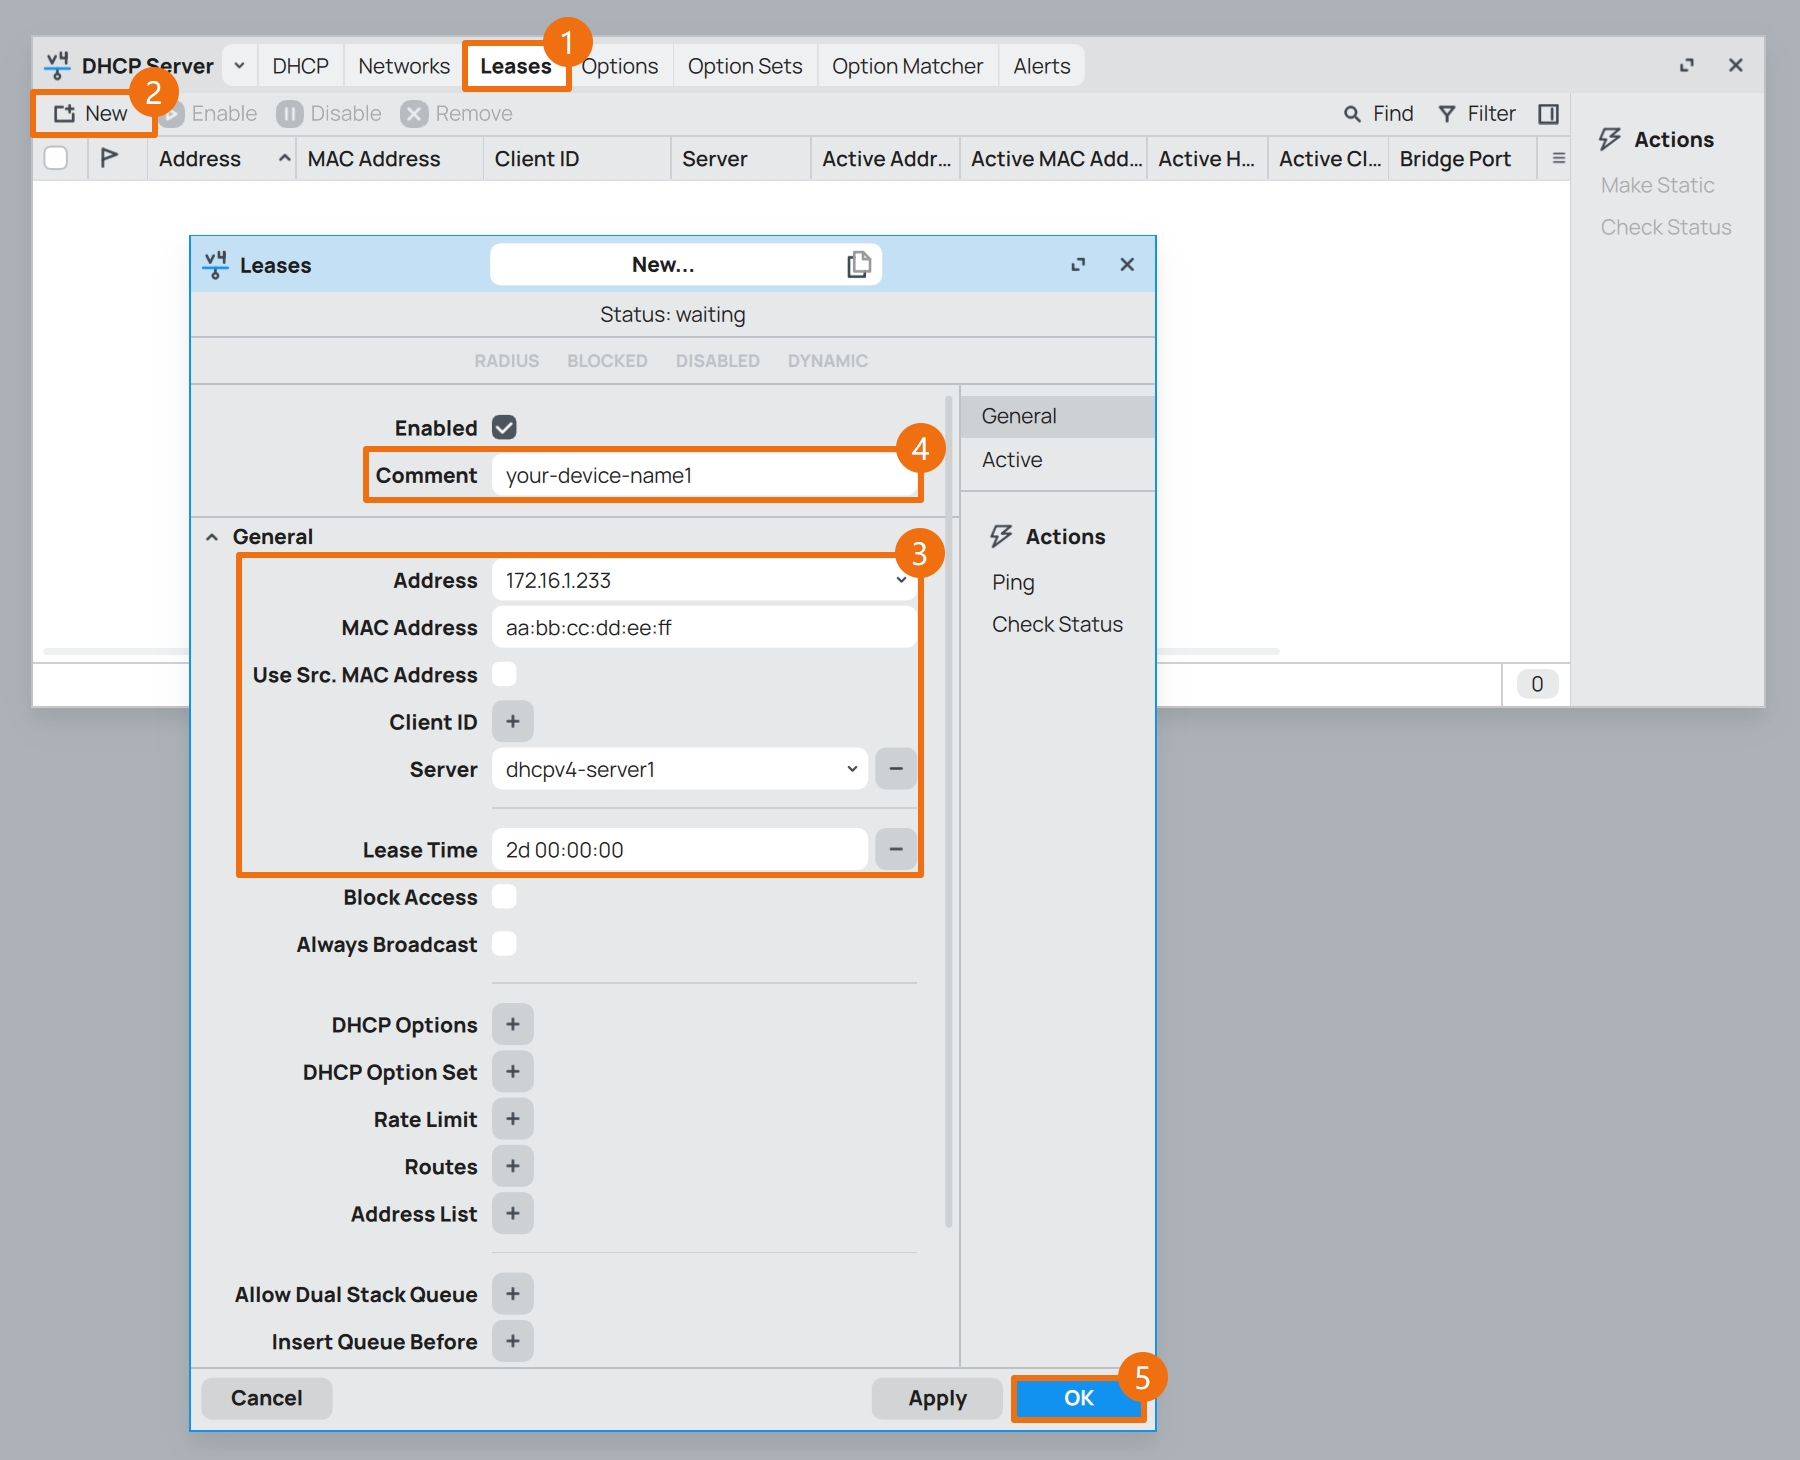 DHCP Server DHCP Networks Leases Options Option Sets Option Matcher Alerts
1
2
New Enable Disable Remove Find Filter
Address MAC Address Client ID Server Active Addr... Active MAC Add... Active H... Active Cl... Bridge Port
Actions
Make Static
Check Status
0
Leases New...
Status: waiting
RADIUS BLOCKED DISABLED DYNAMIC
Enabled
4
Comment your-device-name1
General
3
Address 172.16.1.233
MAC Address aa:bb:cc:dd:ee:ff
Use Src. MAC Address
Client ID
Server dhcpv4-server1
Lease Time 2d 00:00:00
Block Access
Always Broadcast
DHCP Options
DHCP Option Set
Rate Limit
Routes
Address List
Allow Dual Stack Queue
Insert Queue Before
General
Active
Actions
Ping
Check Status
Cancel Apply OK
5